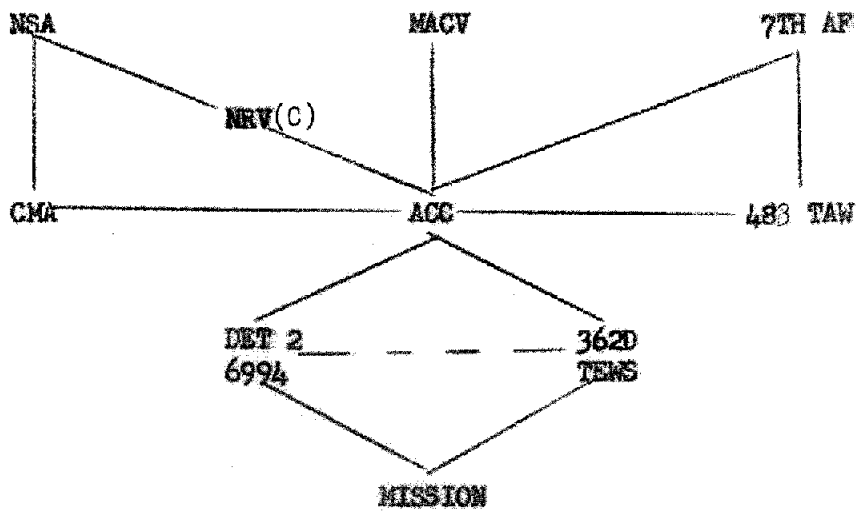 NSA MACV 7TH AF
NRV(C)
CMA ACC 483 TAW
DET 2 362D
6994 TEWS
MISSION